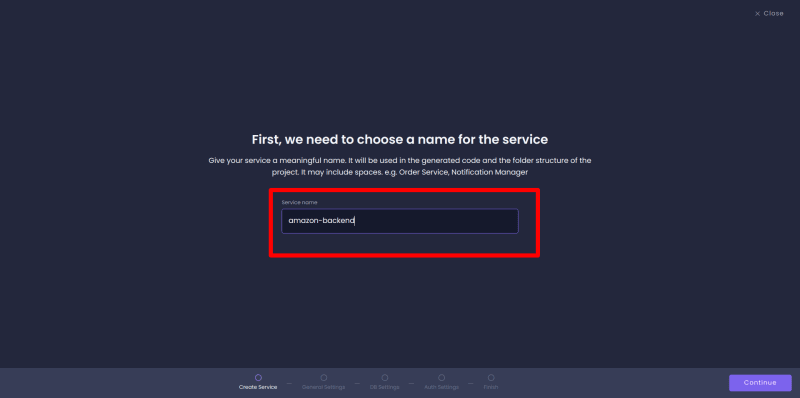 × Close
First, we need to choose a name for the service
Give your service a meaningful name. It will be used in the generated code and the folder structure of the
project. It may include spaces. e.g. Order Service, Notification Manager
Service name
amazon-backend
Create Service
General Settings
DB Settings
Auth Settings
Finish
Continue